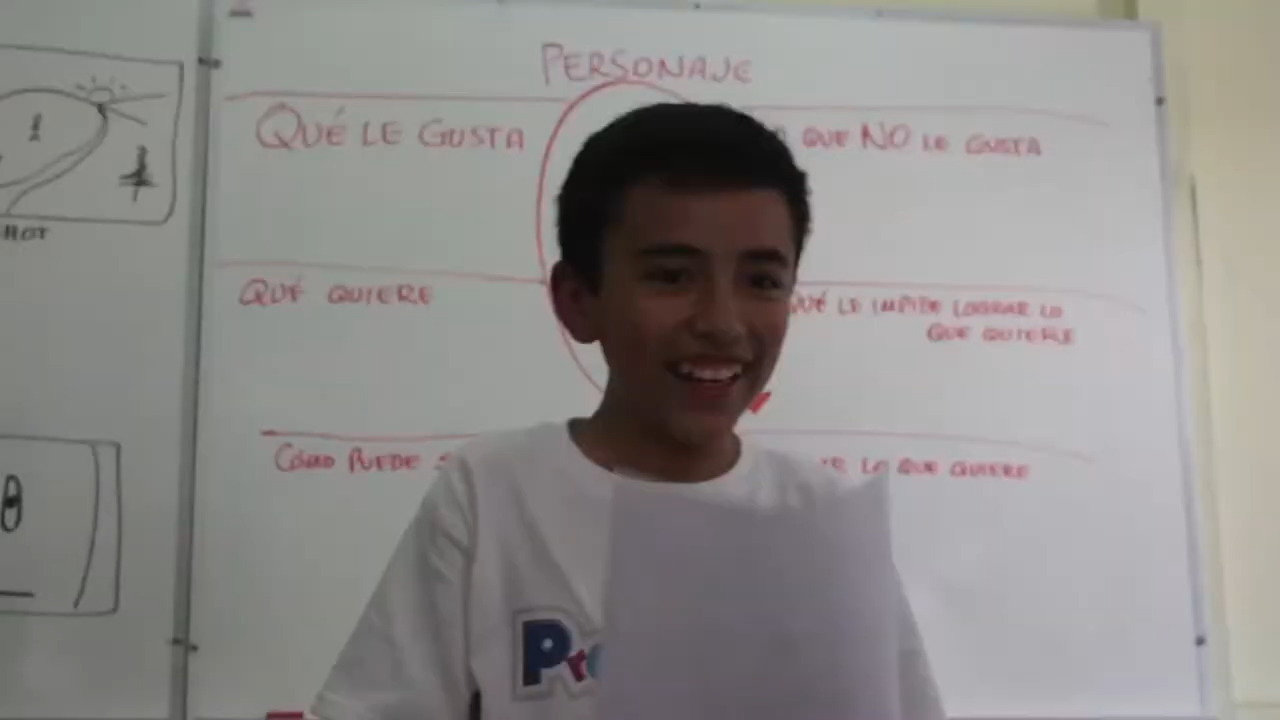 PERSONAJE
QUÉ LE GUSTA
QUE NO LE GUSTA
QUÉ QUIERE
QUÉ LE IMPIDE LOGRAR LO
QUE QUIERE
CÓMO PUEDE
LO QUE QUIERE
Pro